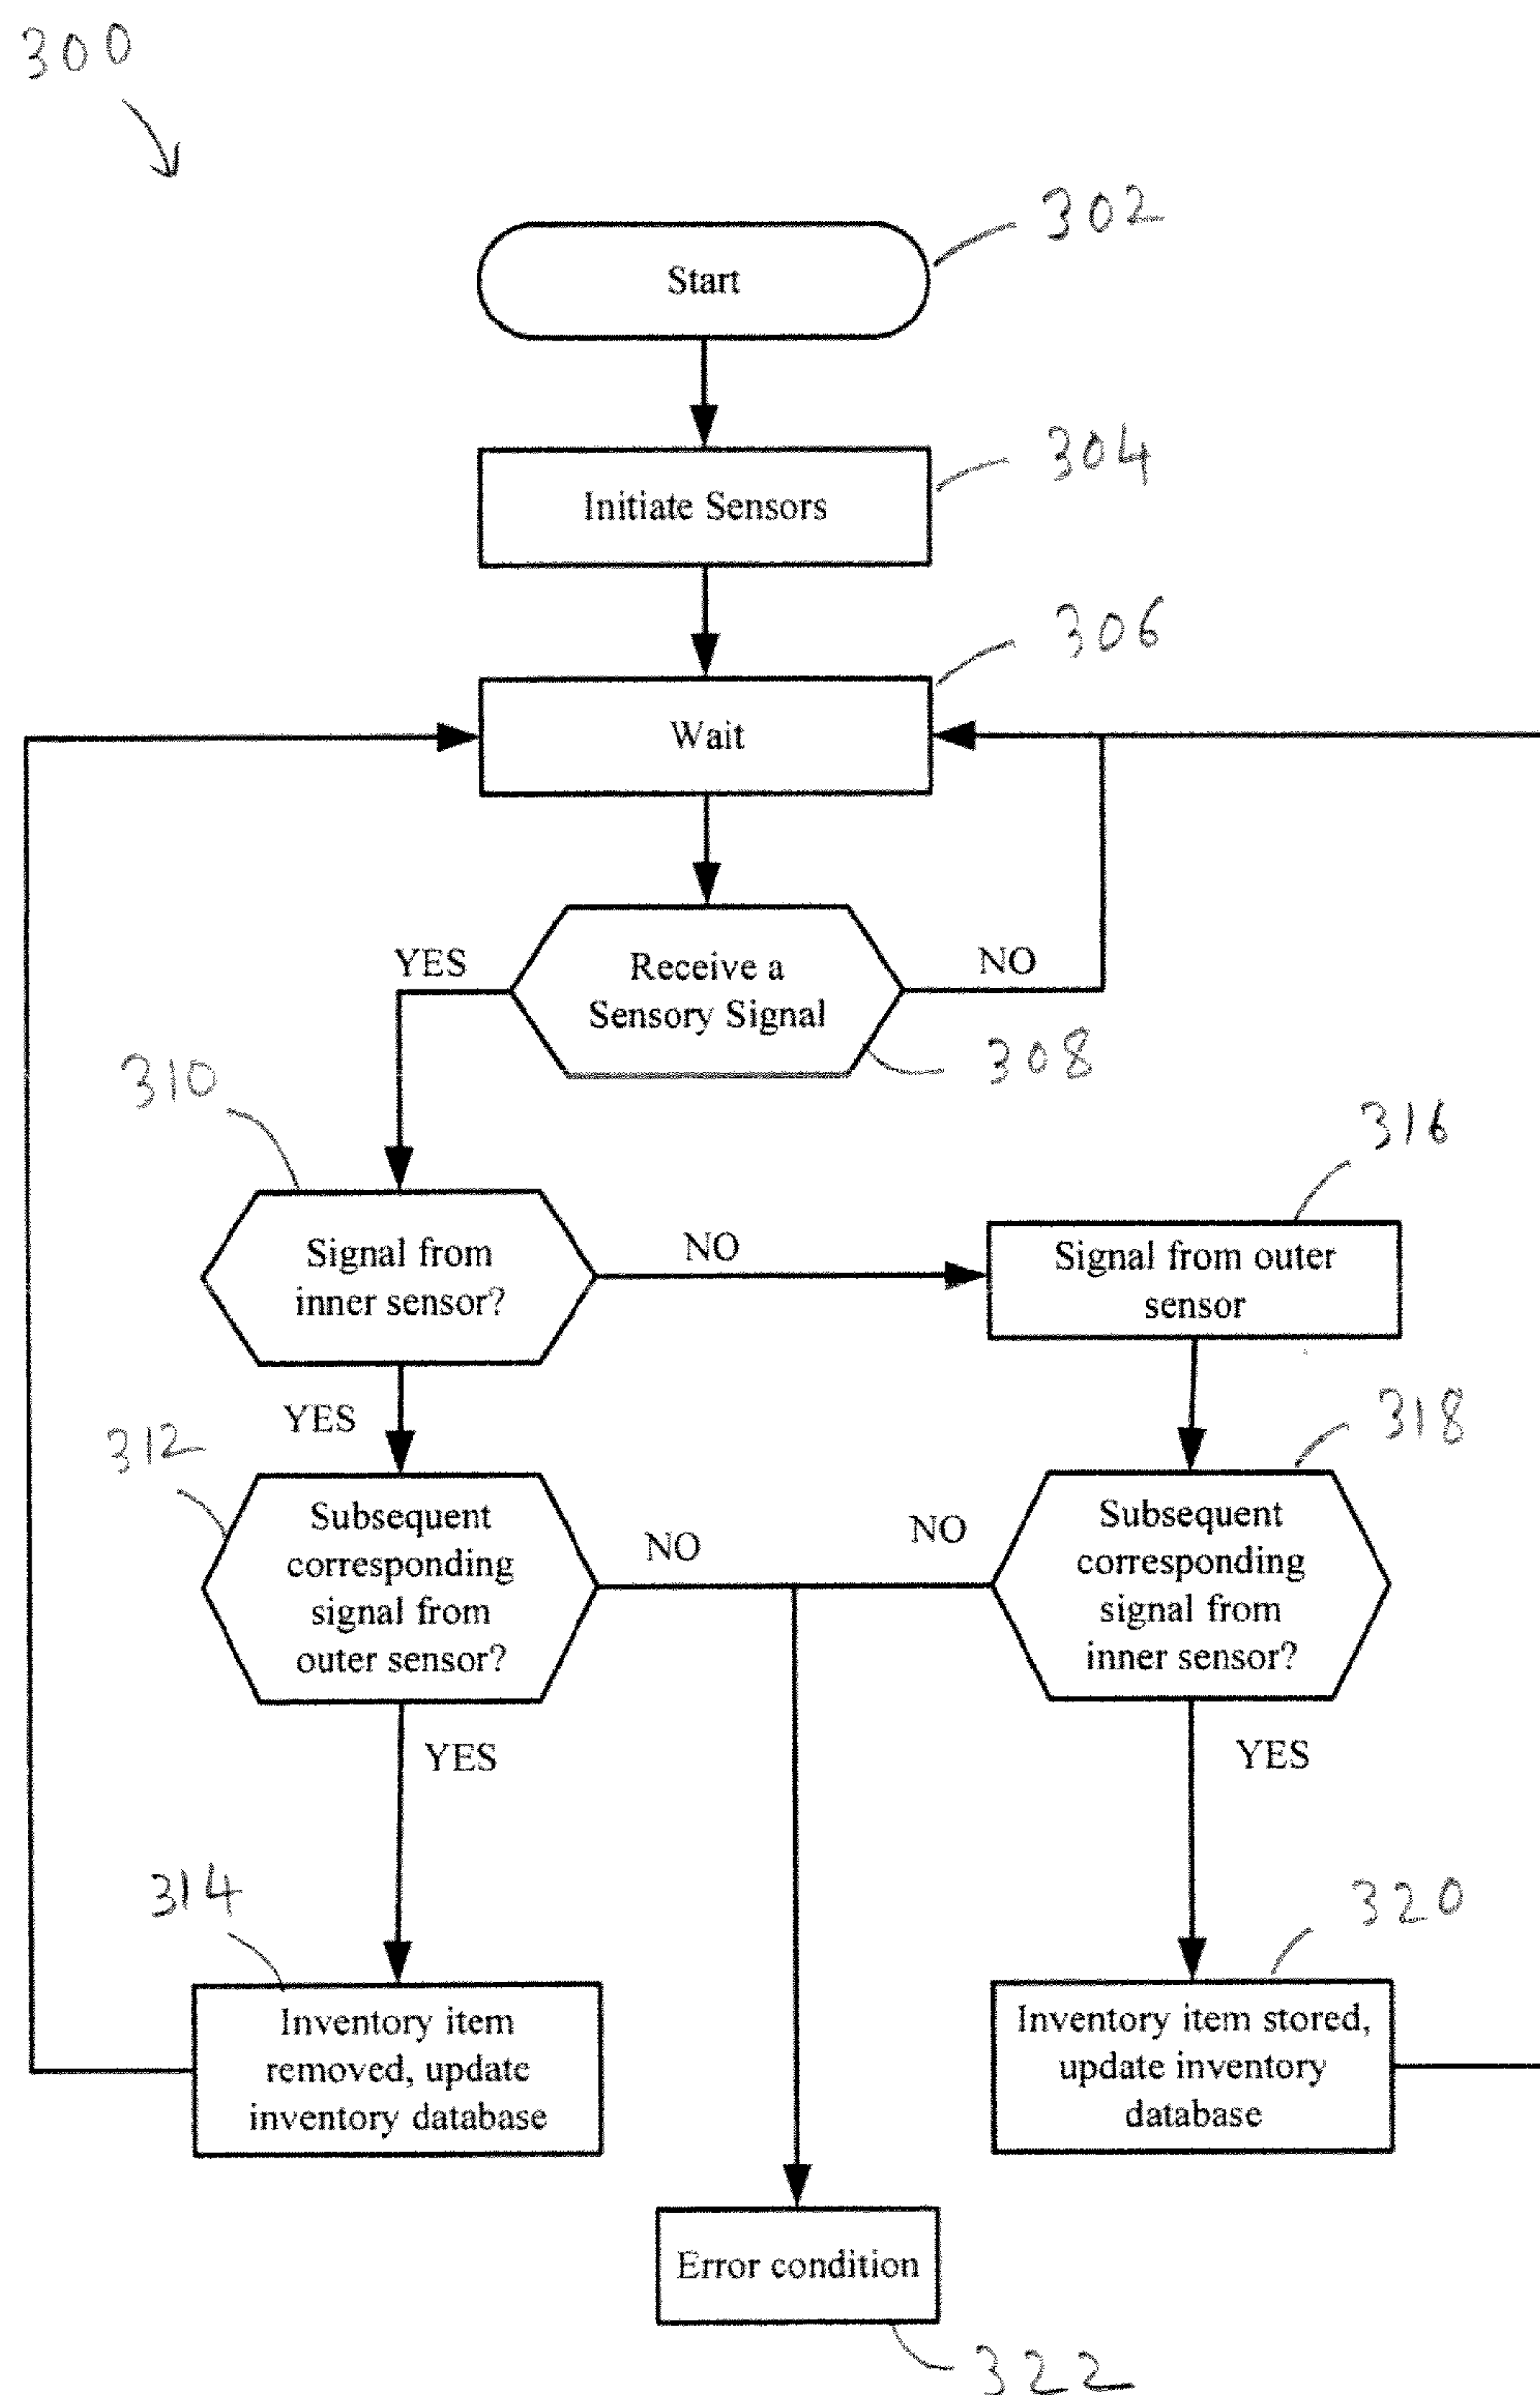 300
302
Start
304
Initiate Sensors
306
Wait
YES
Receive a
Sensory Signal
NO
308
310
316
Signal from
inner sensor?
NO
Signal from outer
sensor
YES
312
318
Subsequent
corresponding
signal from
outer sensor?
NO
NO
Subsequent
corresponding
signal from
inner sensor?
YES
YES
314
320
Inventory item
removed, update
inventory database
Inventory item stored,
update inventory
database
Error condition
322